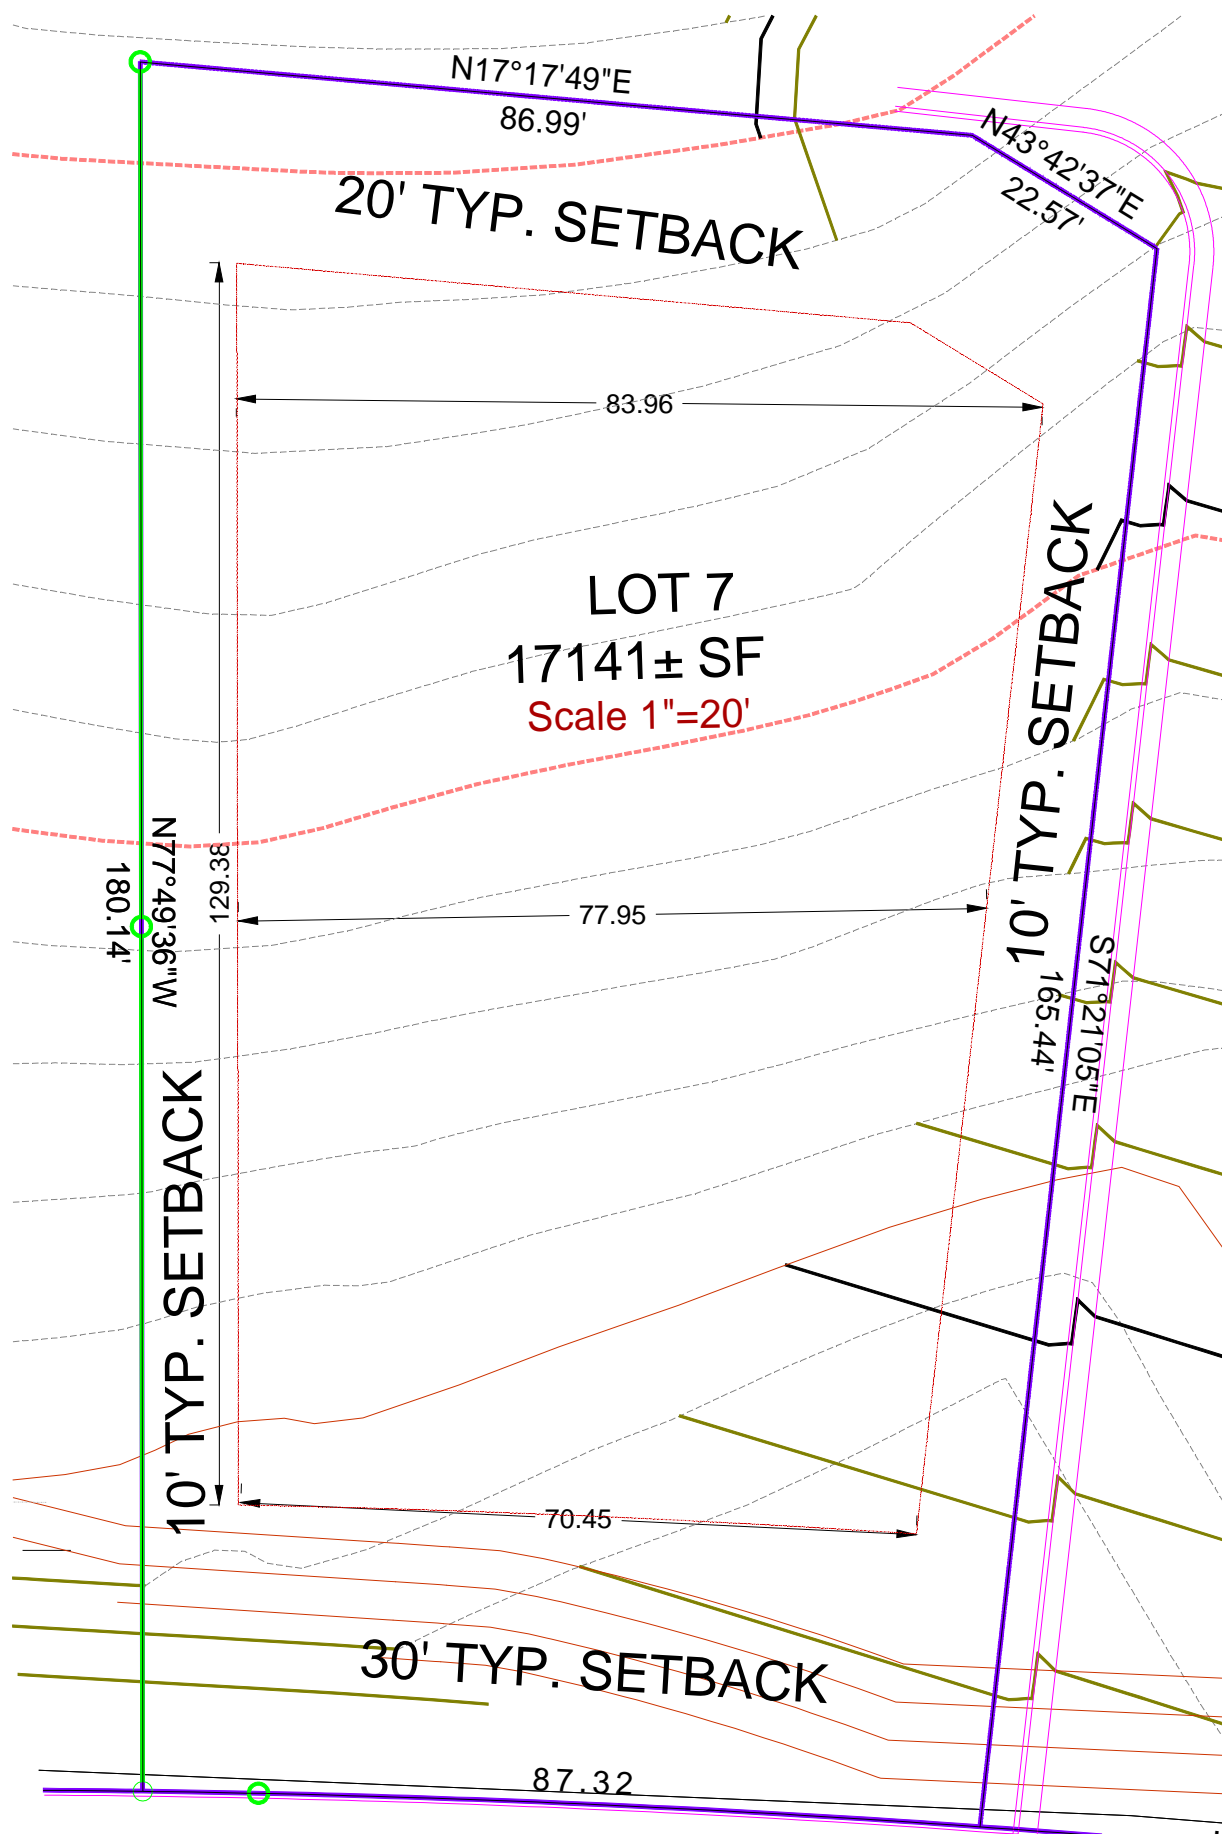 N17°17'49"E
86.99'
N43°42'37"E
22.57'
20' TYP. SETBACK
83.96
LOT 7
17141± SF
Scale 1"=20'
10' TYP. SETBACK
N77°49'36"W
180.14'
129.38
77.95
S71°21'05"E
165.44'
10' TYP. SETBACK
70.45
30' TYP. SETBACK
87.32